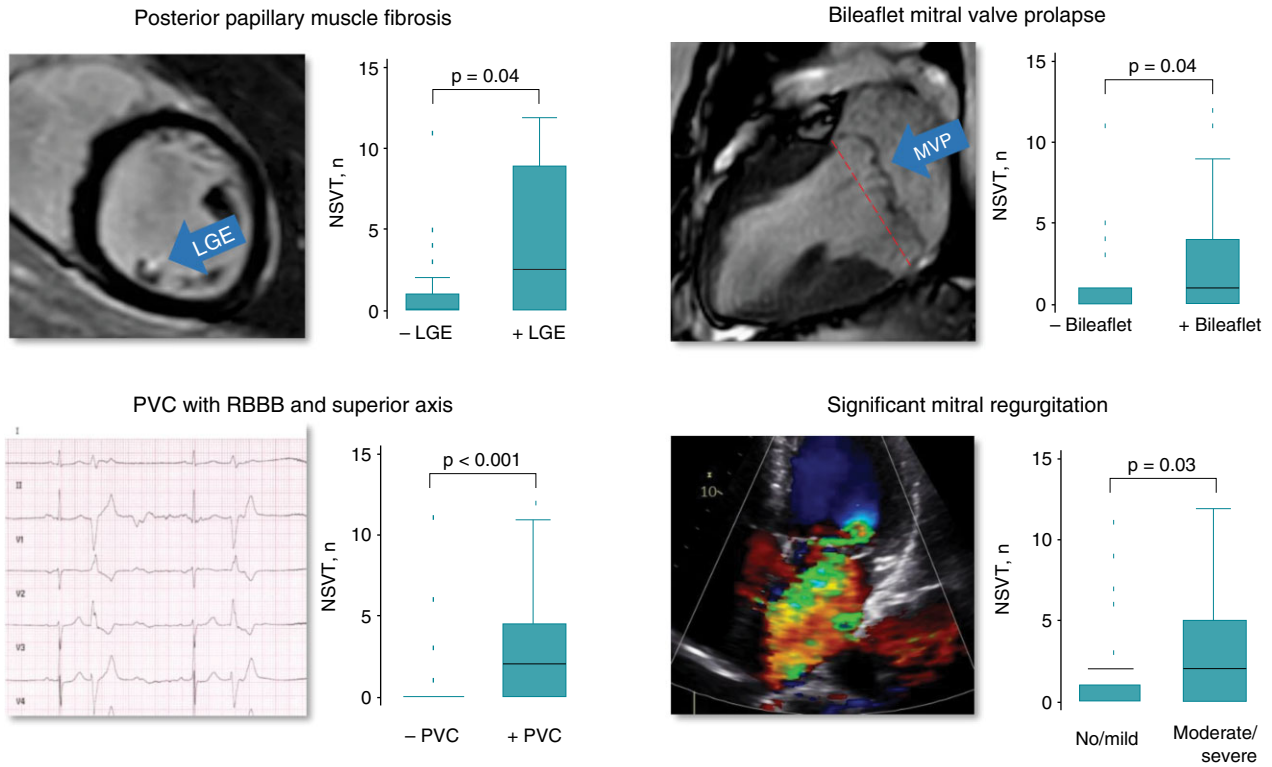 Posterior papillary muscle fibrosis
LGE
15
10
5
0
NSVT, n
p = 0.04
– LGE
+ LGE
Bileaflet mitral valve prolapse
MVP
15
10
5
0
NSVT, n
p = 0.04
– Bileaflet
+ Bileaflet
PVC with RBBB and superior axis
I
II
V1
V2
V3
V4
15
10
5
0
NSVT, n
p < 0.001
– PVC
+ PVC
Significant mitral regurgitation
10
15
10
5
0
NSVT, n
p = 0.03
No/mild
Moderate/
severe